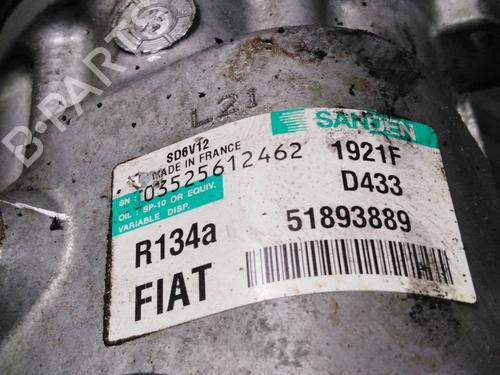 B-PARTS
L21
SANDEN
SD6V12
MADE IN FRANCE
1921F
SN 03525612462
D433
OIL : SP-10 OR EQUIV.
VARIABLE DISP.
51893889
R134a
FIAT